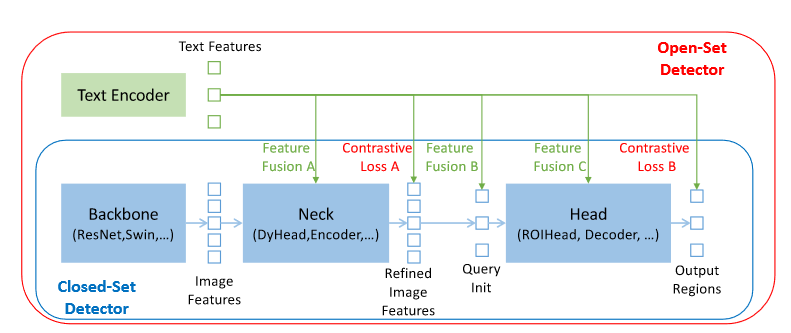 Text Features
Open-Set
Detector
Text Encoder
Feature
Fusion A
Contrastive
Loss A
Feature
Fusion B
Feature
Fusion C
Contrastive
Loss B
Backbone
(ResNet,Swin,...)
Neck
(DyHead,Encoder,...)
Head
(ROIHead, Decoder, ...)
Image
Features
Refined
Image
Features
Query
Init
Output
Regions
Closed-Set
Detector